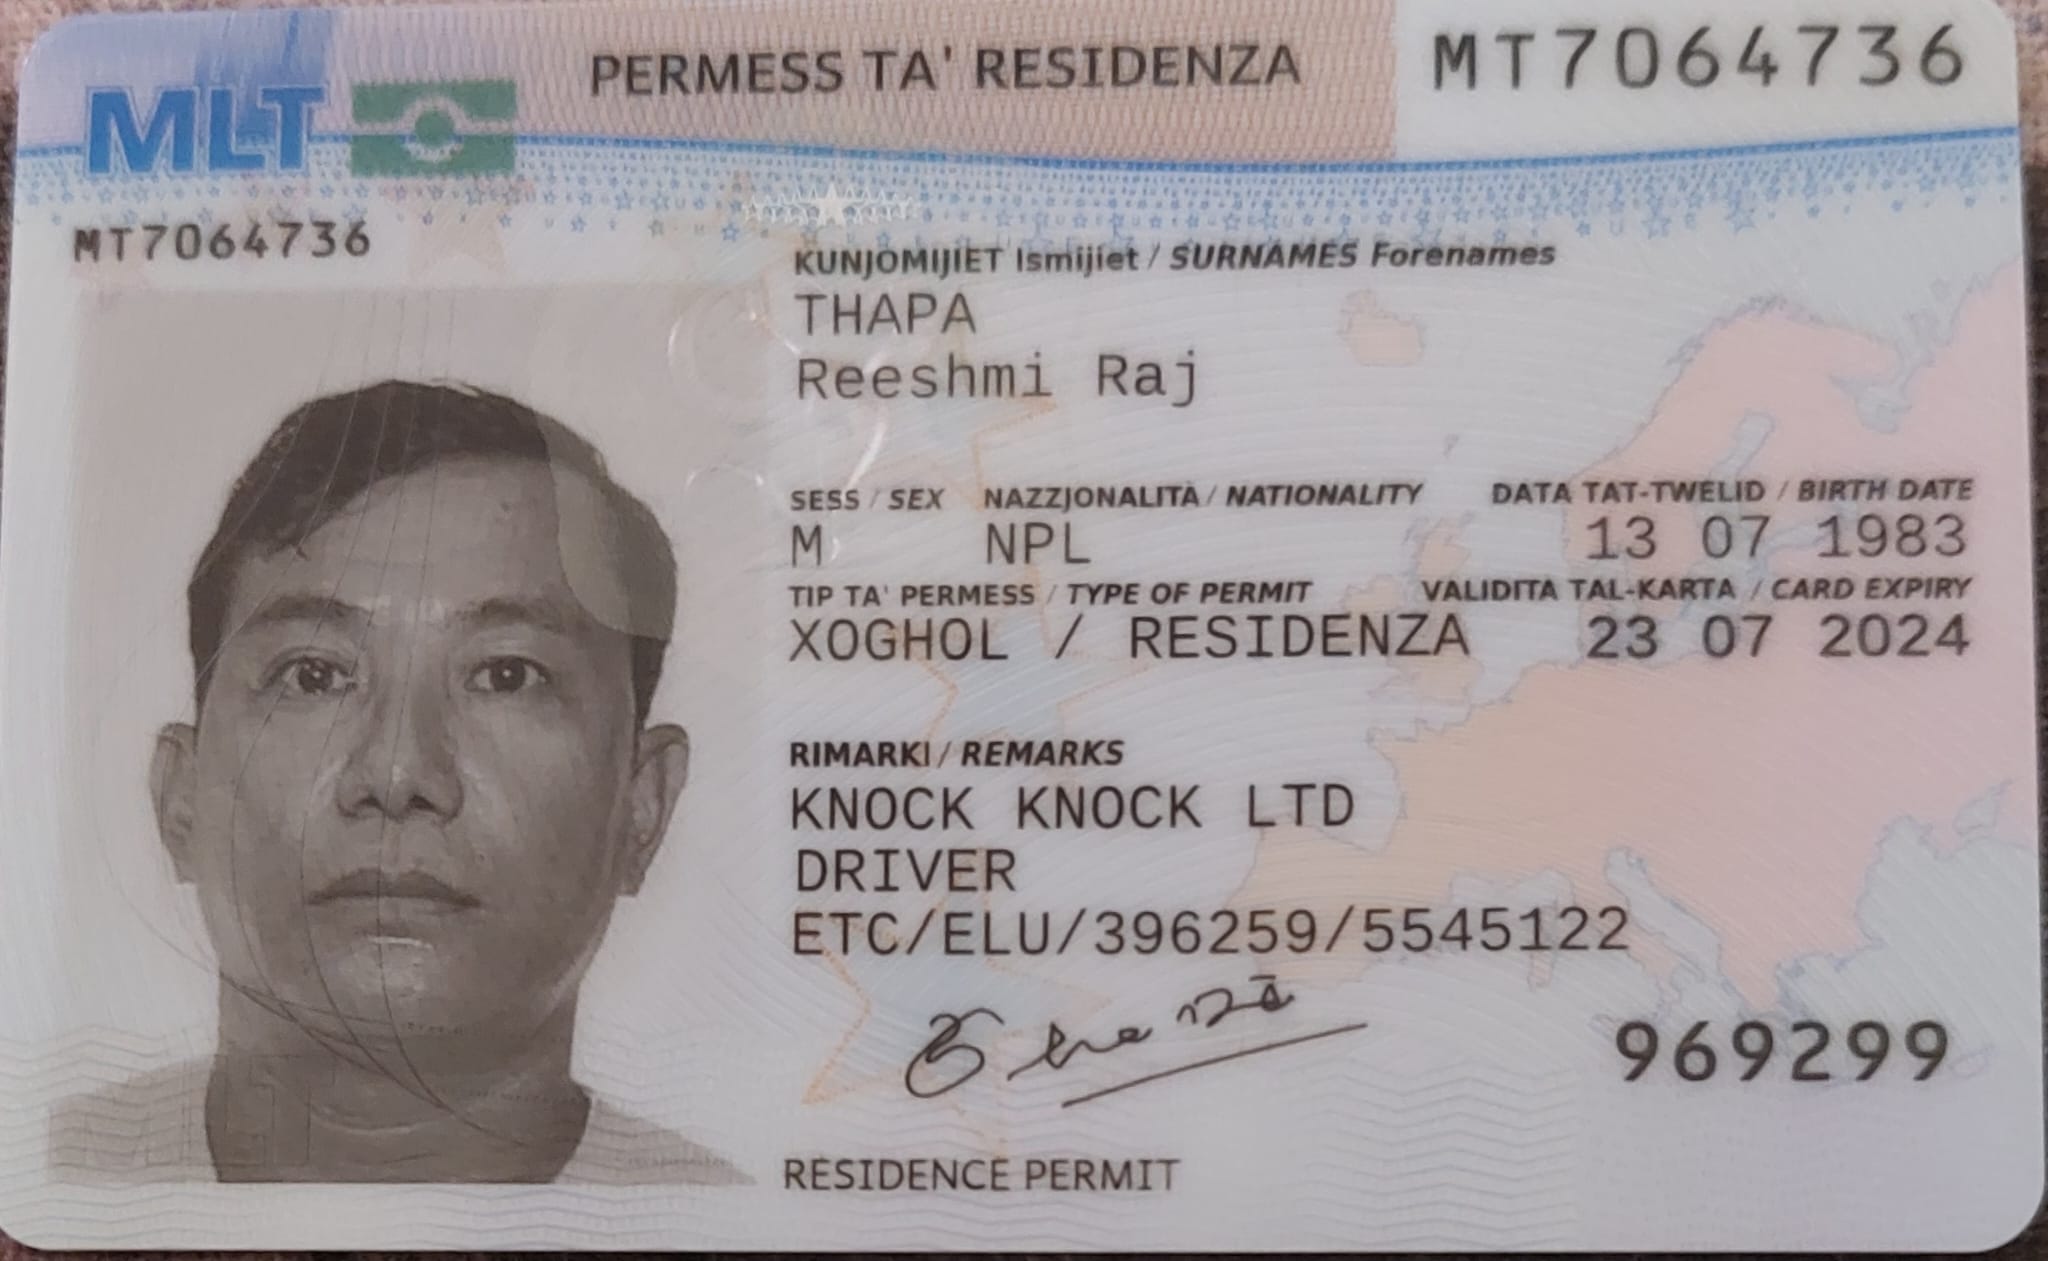 MLT
PERMESS TA' RESIDENZA
MT7064736
MT7064736
KUNJOMIJIET Ismijiet / SURNAMES Forenames
THAPA
Reeshmi Raj
SESS / SEX NAZZJONALITÀ / NATIONALITY DATA TAT-TWELID / BIRTH DATE
M NPL 13 07 1983
TIP TA' PERMESS / TYPE OF PERMIT VALIDITA TAL-KARTA / CARD EXPIRY
XOGHOL / RESIDENZA 23 07 2024
RIMARKI / REMARKS
KNOCK KNOCK LTD
DRIVER
ETC/ELU/396259/5545122
969299
RESIDENCE PERMIT